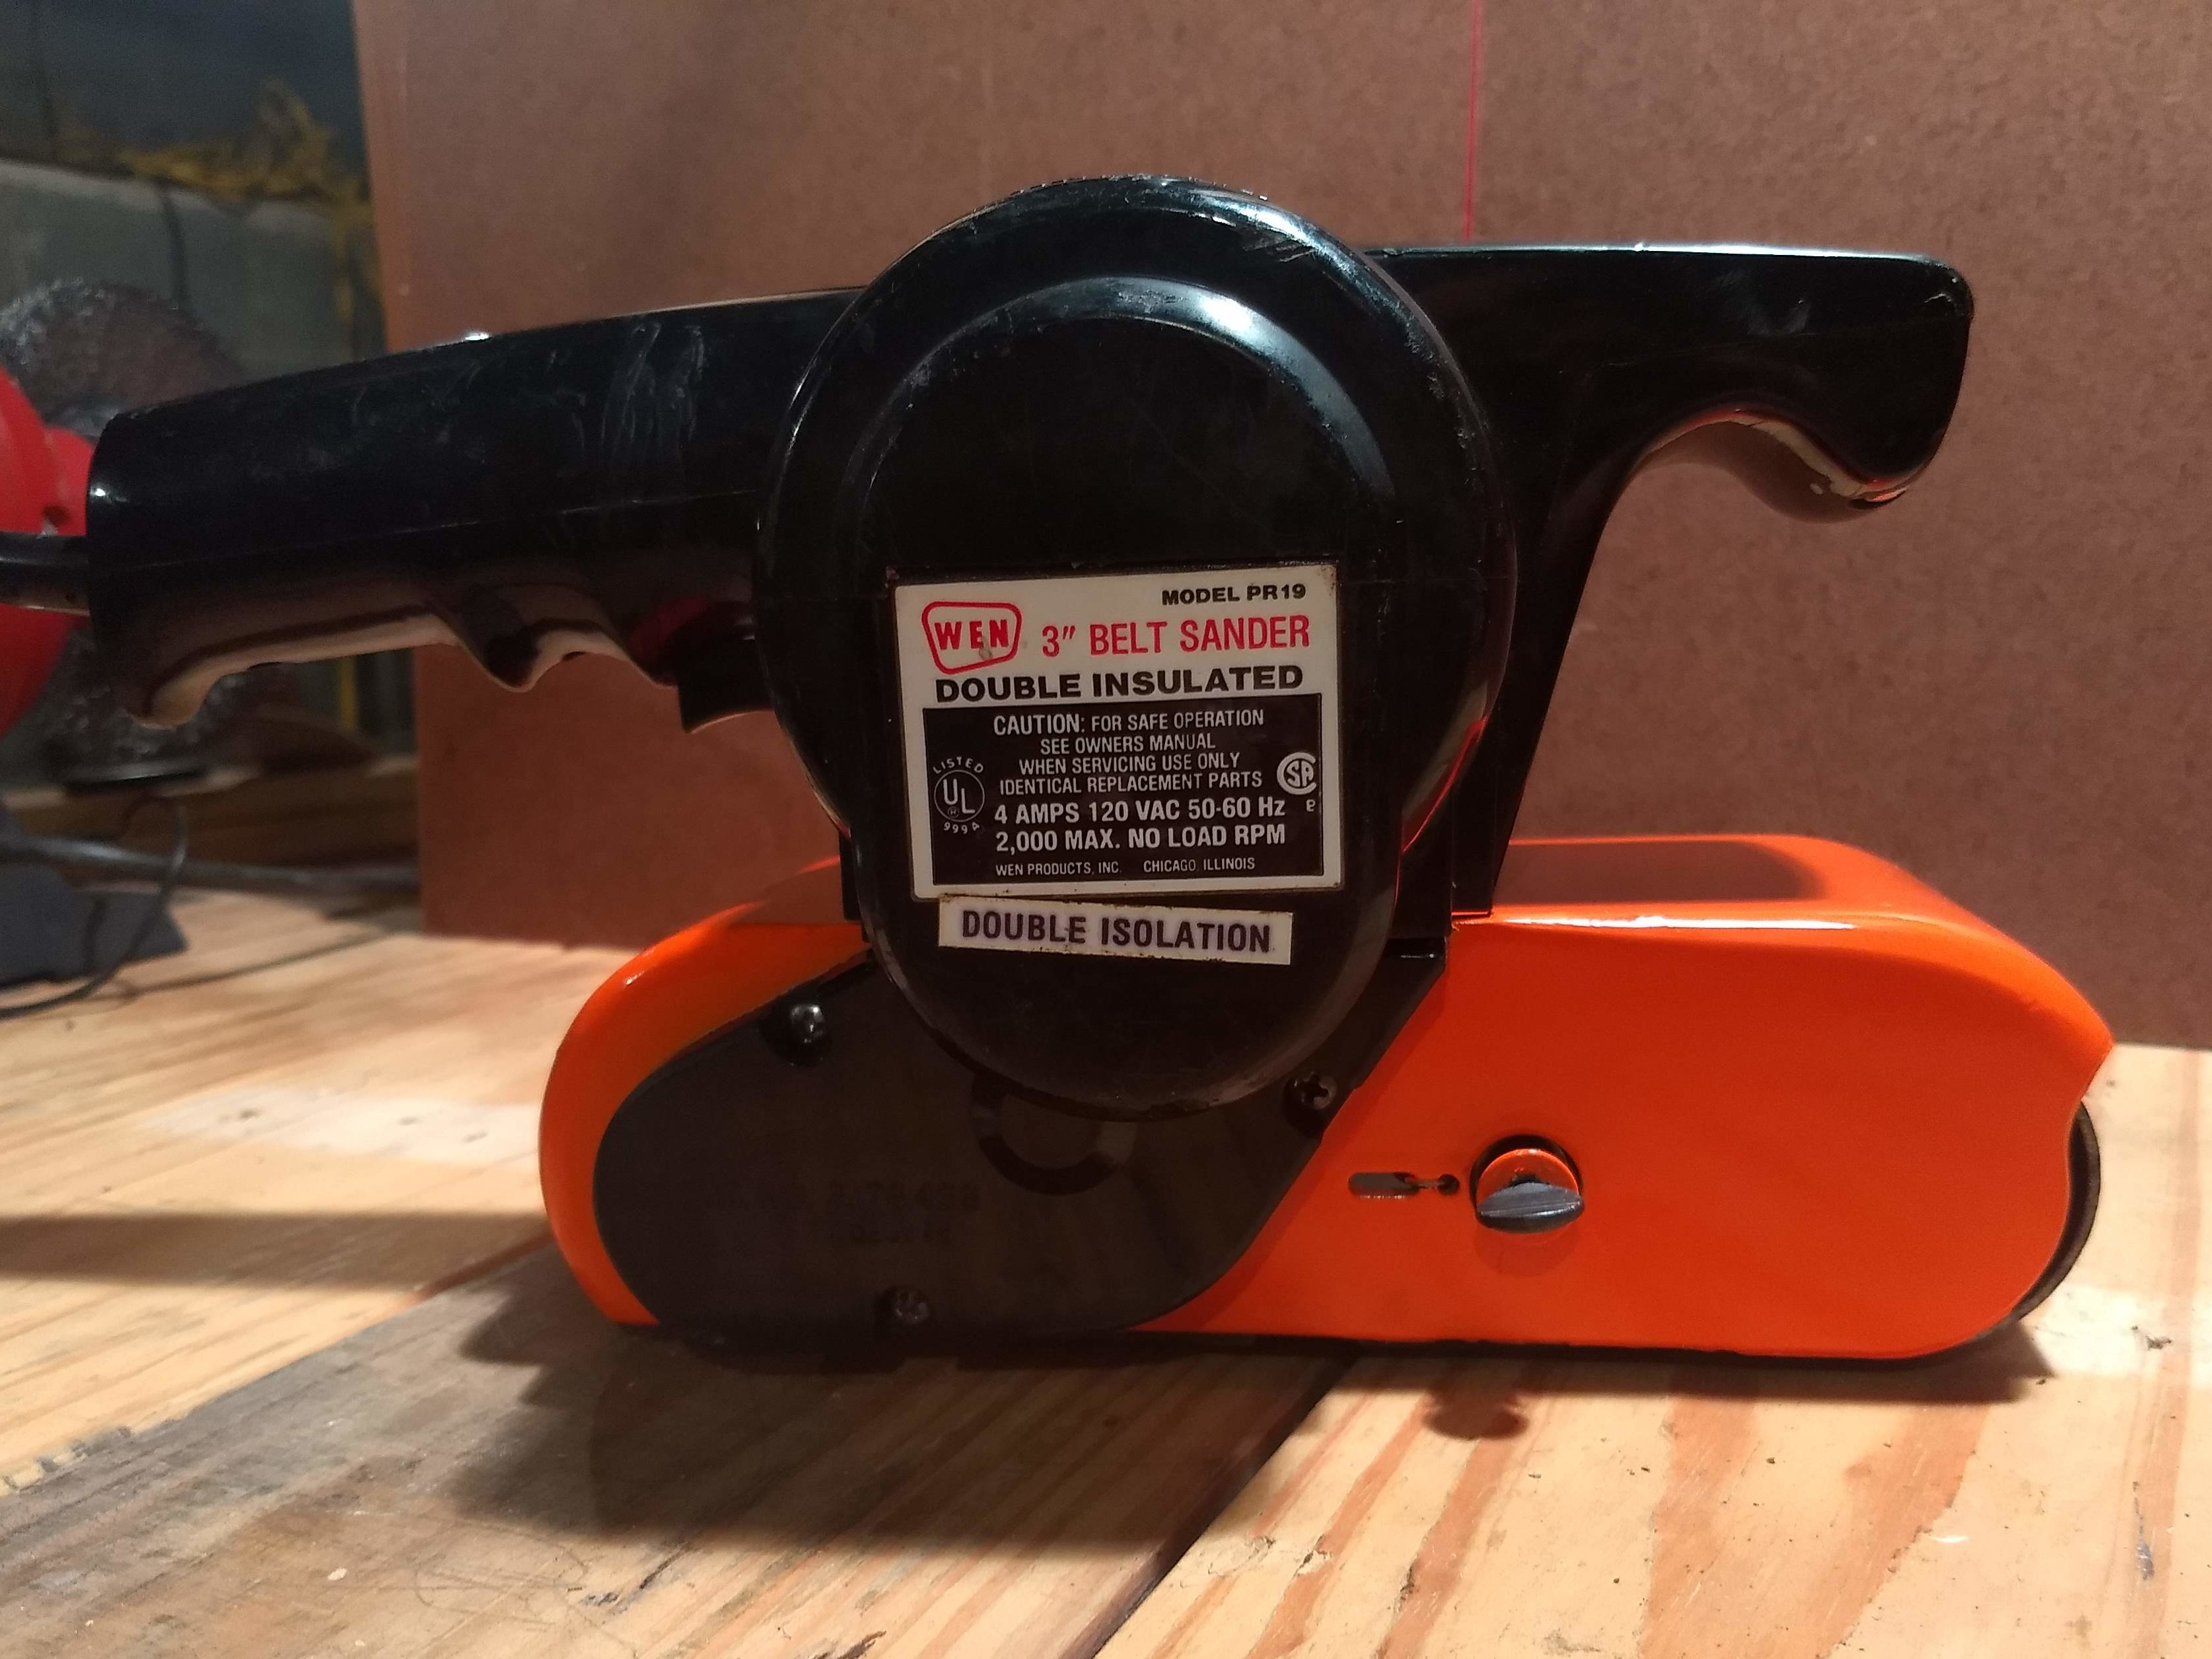 MODEL PR19
WEN
3" BELT SANDER
DOUBLE INSULATED
CAUTION: FOR SAFE OPERATION
SEE OWNERS MANUAL
WHEN SERVICING USE ONLY
IDENTICAL REPLACEMENT PARTS
LISTED
UL
999A
SA
4 AMPS 120 VAC 50-60 Hz
2,000 MAX. NO LOAD RPM
WEN PRODUCTS, INC. CHICAGO, ILLINOIS
DOUBLE ISOLATION